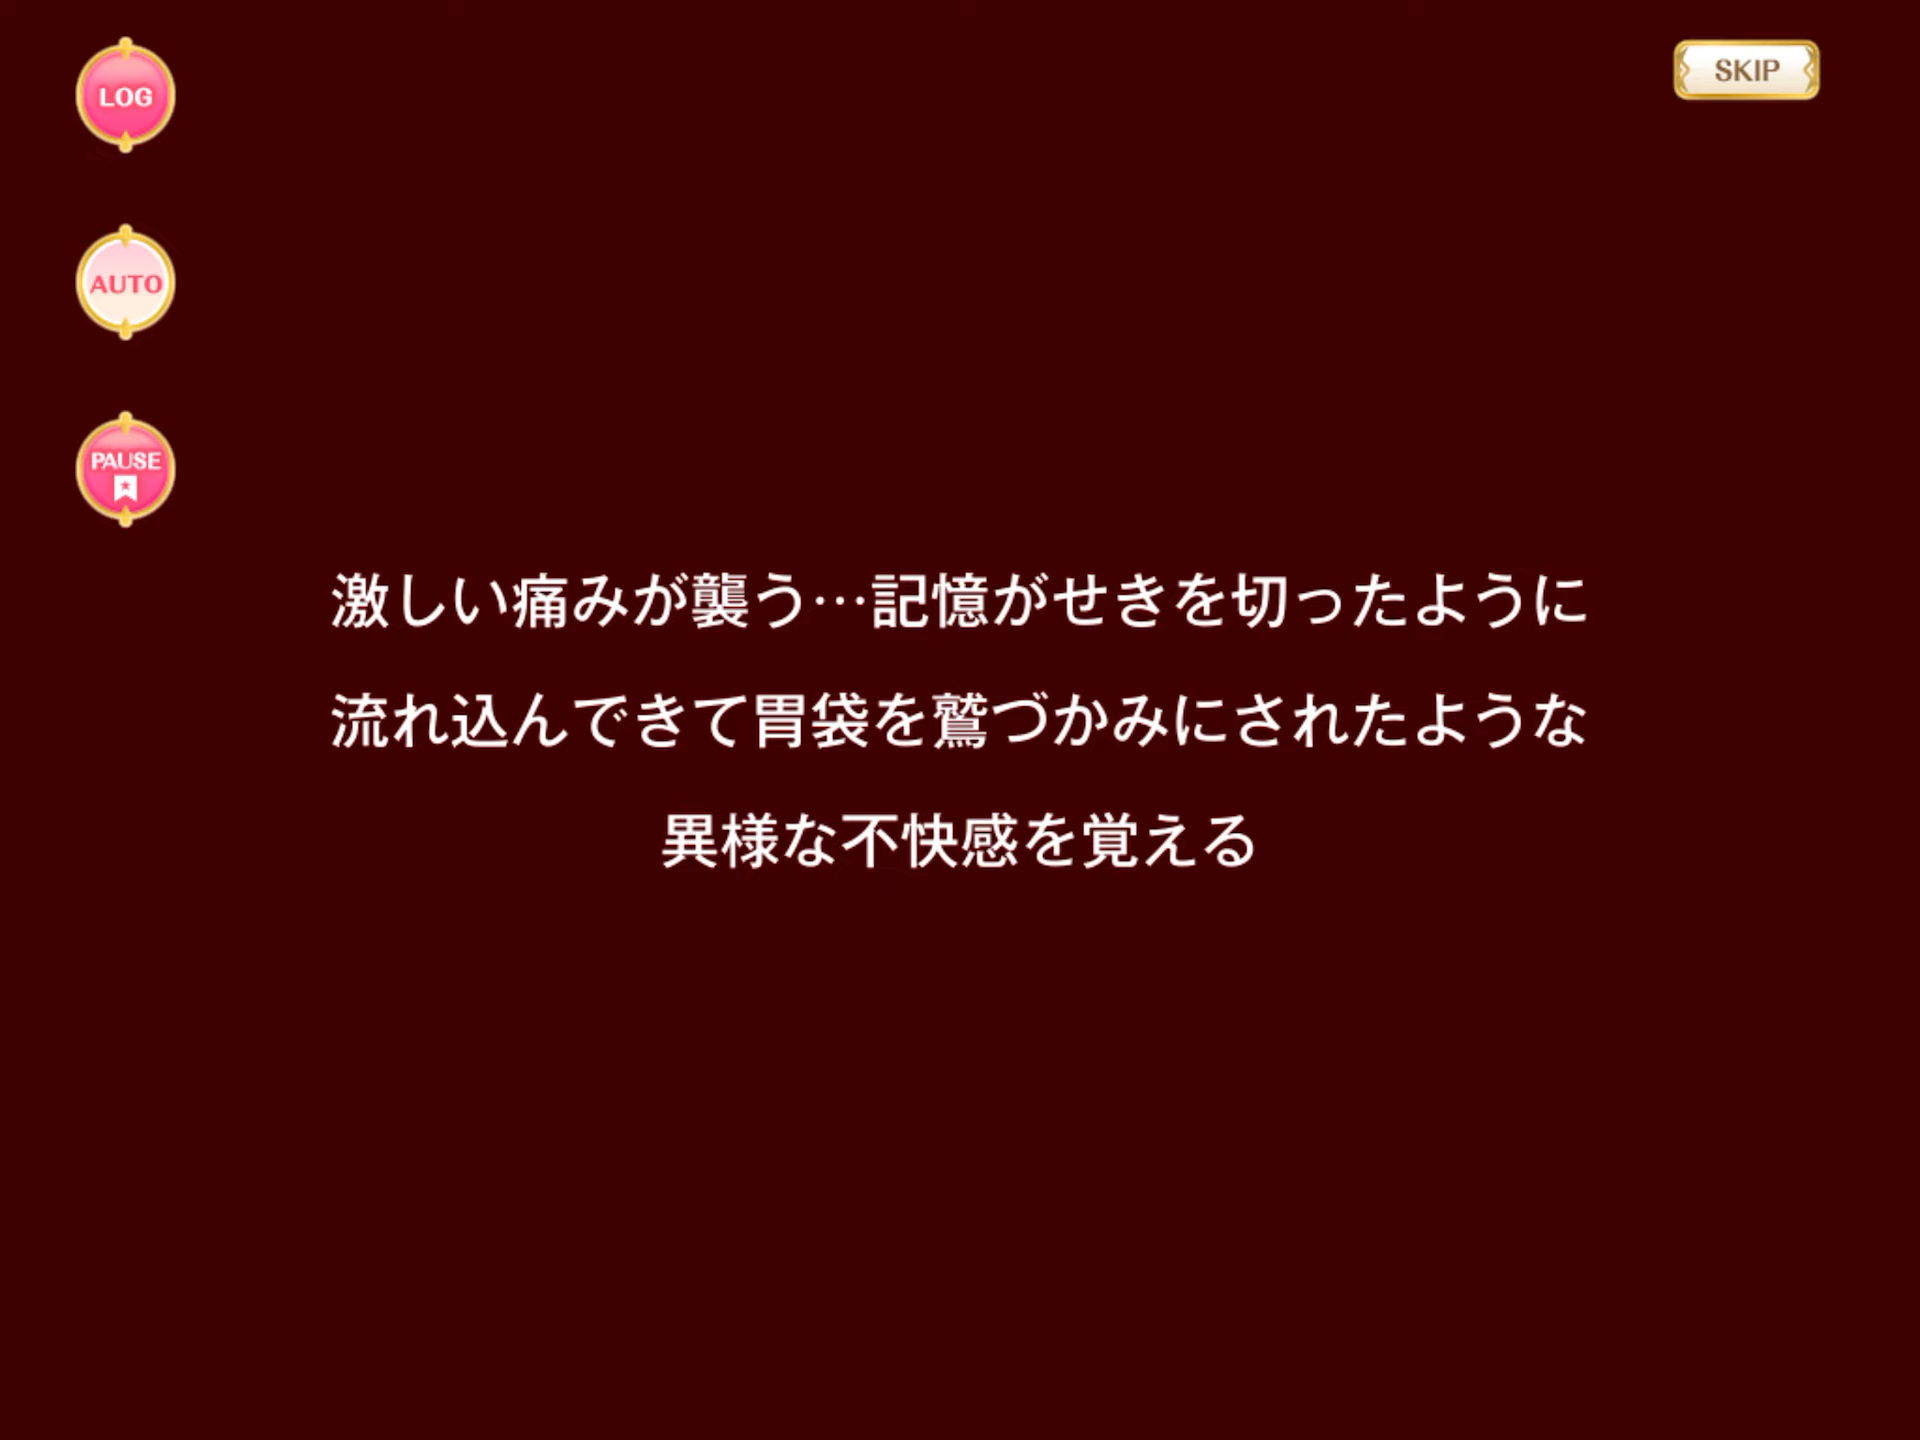 LOG
SKIP
AUTO
PAUSE
激しい痛みが襲う…記憶がせきを切ったように
流れ込んできて胃袋を鷲づかみにされたような
異様な不快感を覚える